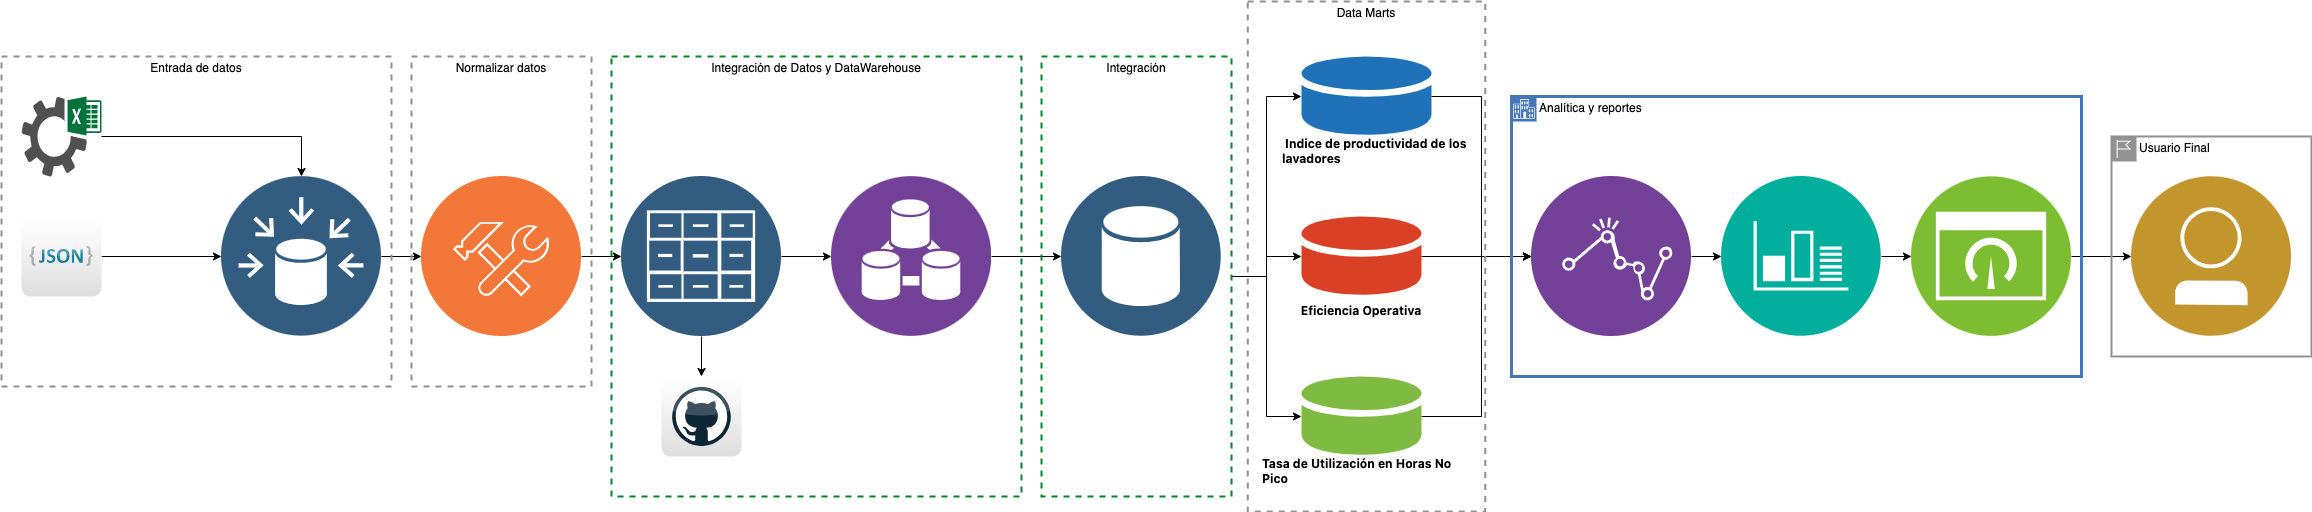 Data Marts
Entrada de datos
Normalizar datos
Integración de Datos y DataWarehouse
Integración
X
{JSON}
Indice de productividad de los
lavadores
Eficiencia Operativa
Tasa de Utilización en Horas No
Pico
Analítica y reportes
Usuario Final